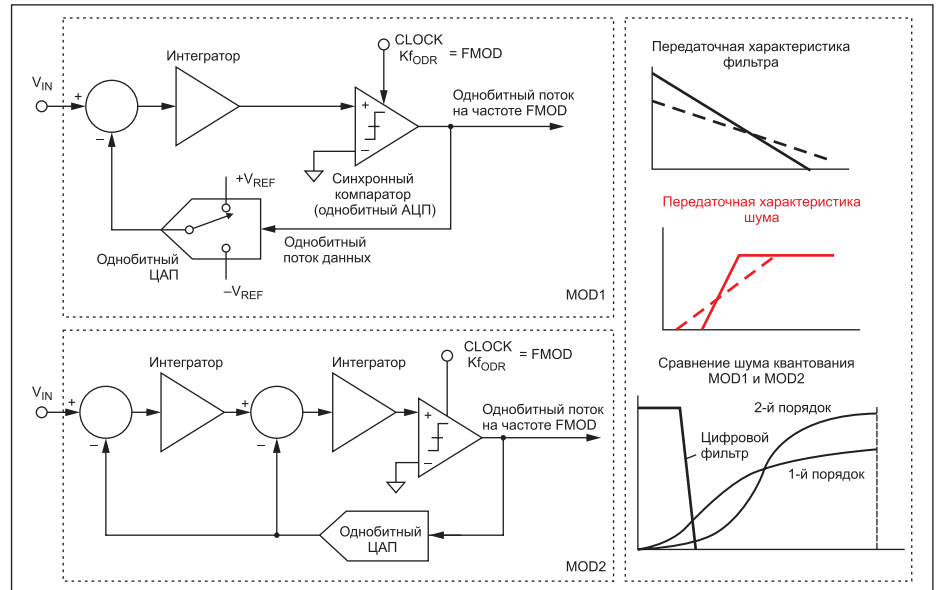 CLOCK
Kf_ODR = FMOD
Интегратор
V_IN
+
−
+
−
Однобитный поток
на частоте FMOD
Синхронный
компаратор
(однобитный АЦП)
+V_REF
Однобитный
ЦАП
Однобитный
поток данных
−V_REF
MOD1
CLOCK
Kf_ODR = FMOD
Интегратор
Интегратор
V_IN
+
−
+
−
+
−
Однобитный поток
на частоте FMOD
Однобитный
ЦАП
MOD2
Передаточная характеристика
фильтра
Передаточная характеристика
шума
Сравнение шума квантования
MOD1 и MOD2
2-й порядок
Цифровой
фильтр
1-й порядок